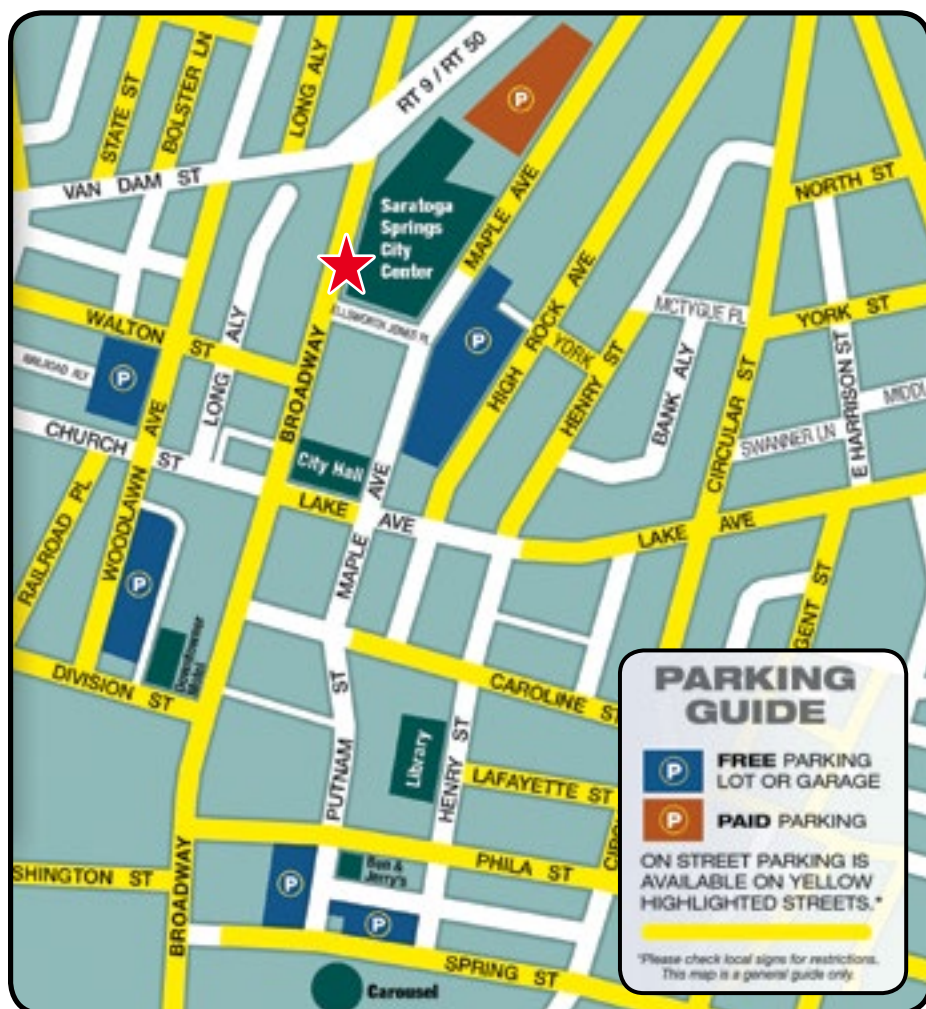 STATE ST
BOLSTER LN
LONG ALY
RT 9 / RT 50
P
VAN DAM ST
Saratoga
Springs
City
Center
MAPLE AVE
NORTH ST
HIGH ROCK AVE
MCTYGUE PL
YORK ST
ELLSWORTH JONES PL
WALTON ST
P
YORK
RAILROAD ALY
P
LONG ALY
BROADWAY
HENRY ST
BANK ALY
CIRCULAR ST
E HARRISON ST
MIDDL
SWANNER LN
CHURCH ST
WOODLAWN AVE
City Hall
LAKE AVE
MAPLE AVE
LAKE AVE
RAILROAD PL
P
GENT ST
Downtowner
Motel
DIVISION ST
CAROLINE ST
PUTNAM ST
Library
HENRY ST
LAFAYETTE ST
CIRC
PHILA ST
Ben &
Jerry's
SHINGTON ST
P
P
BROADWAY
SPRING ST
Carousel
PARKING
GUIDE
P FREE PARKING
LOT OR GARAGE
P PAID PARKING
ON STREET PARKING IS
AVAILABLE ON YELLOW
HIGHLIGHTED STREETS.*
*Please check local signs for restrictions.
This map is a general guide only.